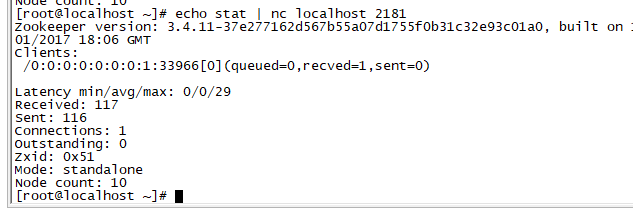 Node count: 10
[root@localhost ~]# echo stat | nc localhost 2181
Zookeeper version: 3.4.11-37e277162d567b55a07d1755f0b31c32e93c01a0, built on
01/2017 18:06 GMT
Clients:
/0:0:0:0:0:0:0:1:33966[0](queued=0,recved=1,sent=0)
Latency min/avg/max: 0/0/29
Received: 117
Sent: 116
Connections: 1
Outstanding: 0
Zxid: 0x51
Mode: standalone
Node count: 10
[root@localhost ~]#